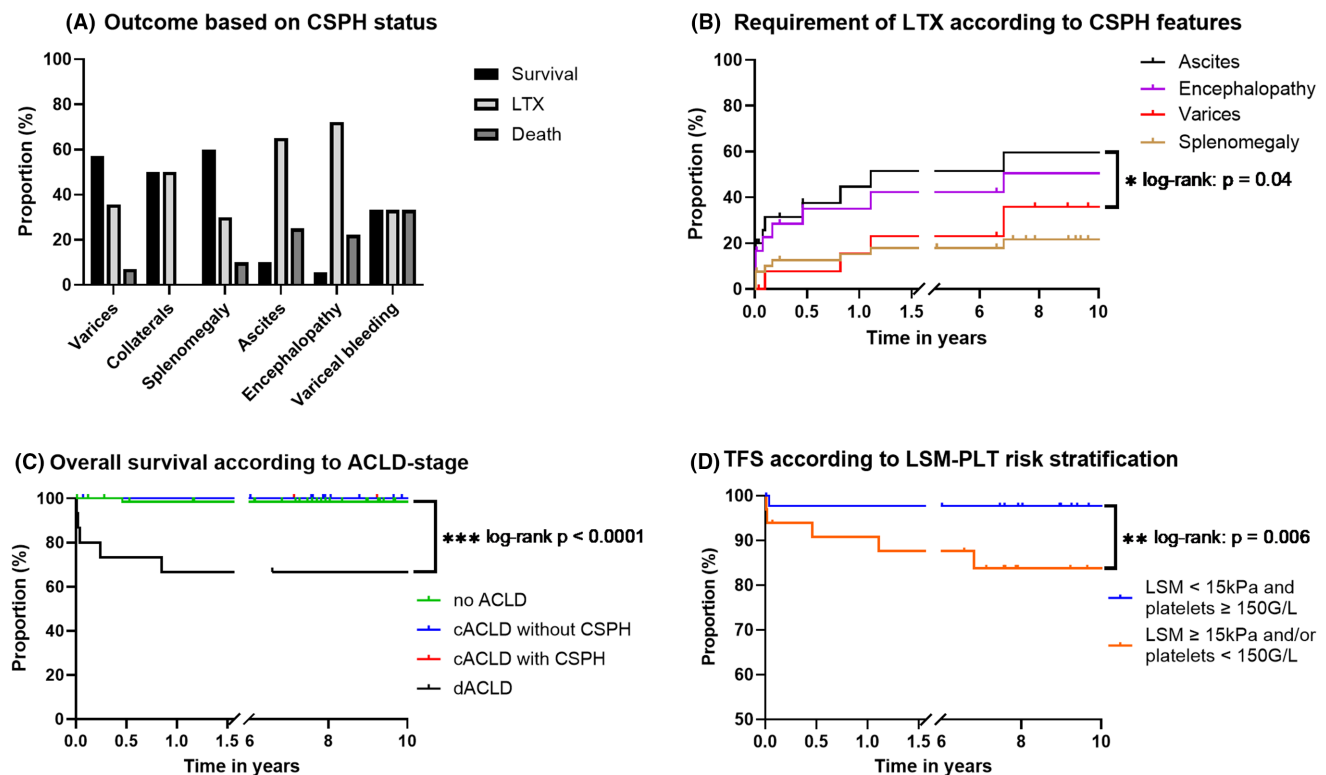 (A) Outcome based on CSPH status
100
80
60
40
20
0
Proportion (%)
Survival
LTX
Death
Varices
Collaterals
Splenomegaly
Ascites
Encephalopathy
Variceal bleeding
(B) Requirement of LTX according to CSPH features
100
80
60
40
20
0
Proportion (%)
Ascites
Encephalopathy
Varices
Splenomegaly
* log-rank: p = 0.04
0.0 0.5 1.0 1.5 6 8 10
Time in years
(C) Overall survival according to ACLD-stage
100
80
60
40
20
0
Proportion (%)
*** log-rank p < 0.0001
no ACLD
cACLD without CSPH
cACLD with CSPH
dACLD
0.0 0.5 1.0 1.5 6 8 10
Time in years
(D) TFS according to LSM-PLT risk stratification
100
90
80
70
60
50
Proportion (%)
** log-rank: p = 0.006
LSM < 15kPa and
platelets ≥ 150G/L
LSM ≥ 15kPa and/or
platelets < 150G/L
0.0 0.5 1.0 1.5 6 8 10
Time in years